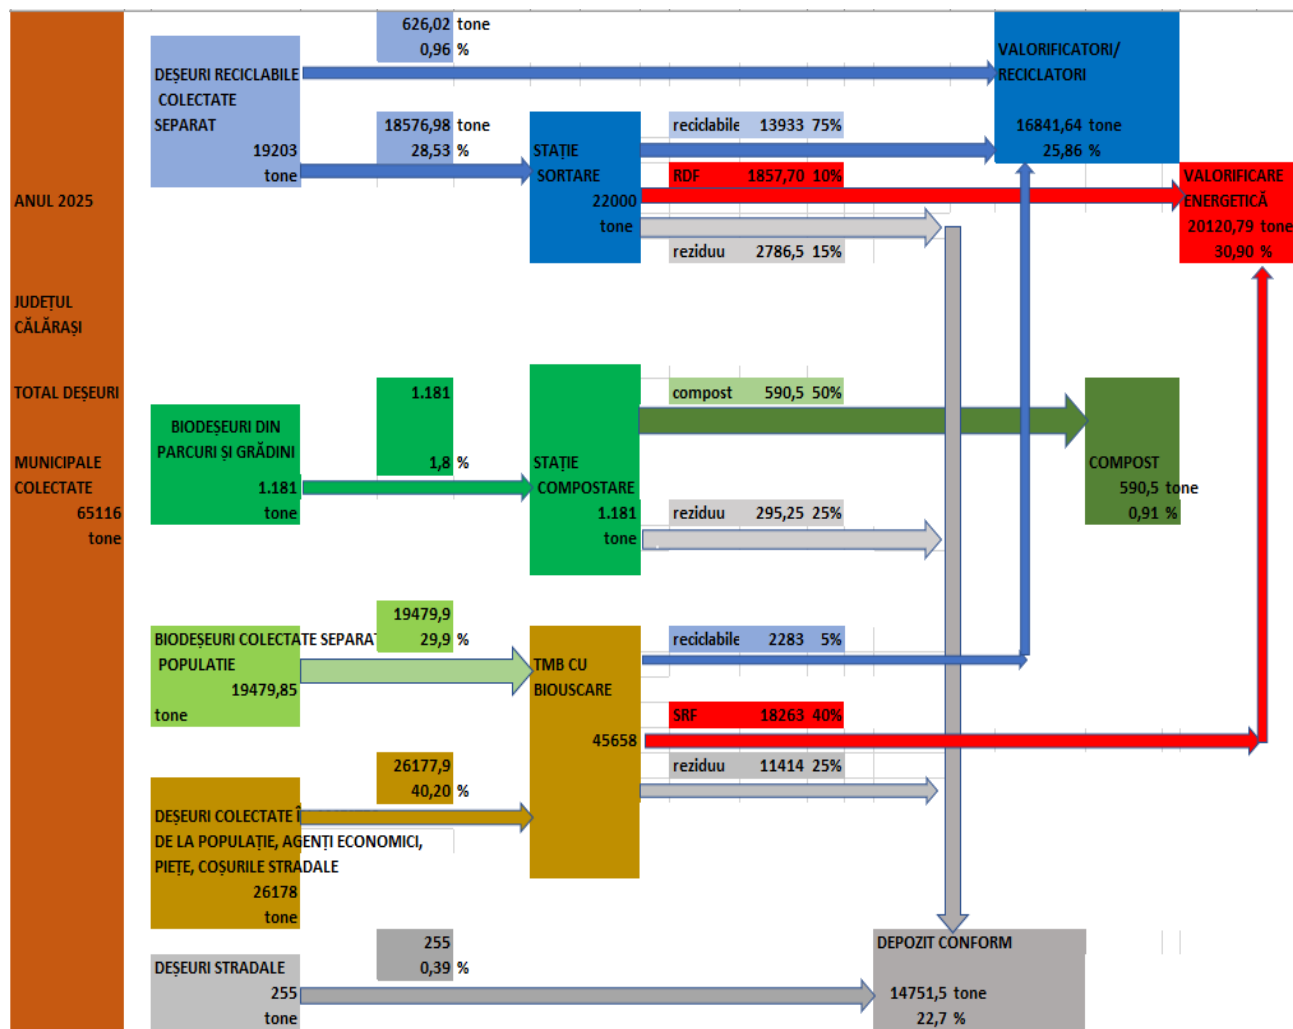 ANUL 2025
JUDEȚUL
CĂLĂRAȘI
TOTAL DEȘEURI
MUNICIPALE
COLECTATE
65116
tone
DEȘEURI RECICLABILE
COLECTATE
SEPARAT
19203
tone
626,02 tone
0,96 %
18576,98 tone
28,53 %
STAȚIE
SORTARE
22000
tone
reciclabile 13933 75%
RDF 1857,70 10%
reziduu 2786,5 15%
VALORIFICATORI/
RECICLATORI
16841,64 tone
25,86 %
VALORIFICARE
ENERGETICĂ
20120,79 tone
30,90 %
BIODEȘEURI DIN
PARCURI ȘI GRĂDINI
1.181
tone
1.181
1,8 %
STAȚIE
COMPOSTARE
1.181
tone
compost 590,5 50%
reziduu 295,25 25%
COMPOST
590,5 tone
0,91 %
BIODEȘEURI COLECTATE SEPARAT
POPULATIE
19479,85
tone
19479,9
29,9 %
TMB CU
BIOUSCARE
45658
reciclabile 2283 5%
SRF 18263 40%
reziduu 11414 25%
26177,9
40,20 %
DEȘEURI COLECTATE
DE LA POPULAȚIE, AGENȚI ECONOMICI,
PIEȚE, COȘURILE STRADALE
26178
tone
DEȘEURI STRADALE
255
tone
255
0,39 %
DEPOZIT CONFORM
14751,5 tone
22,7 %